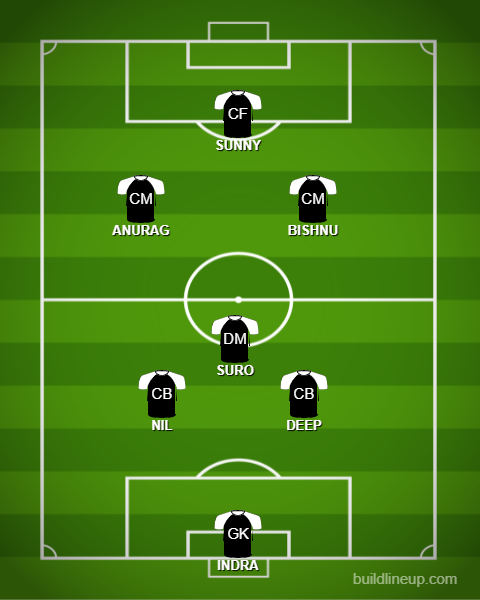 CF
SUNNY
CM
CM
ANURAG
BISHNU
DM
SURO
CB
CB
NIL
DEEP
GK
INDRA
buildlineup.com